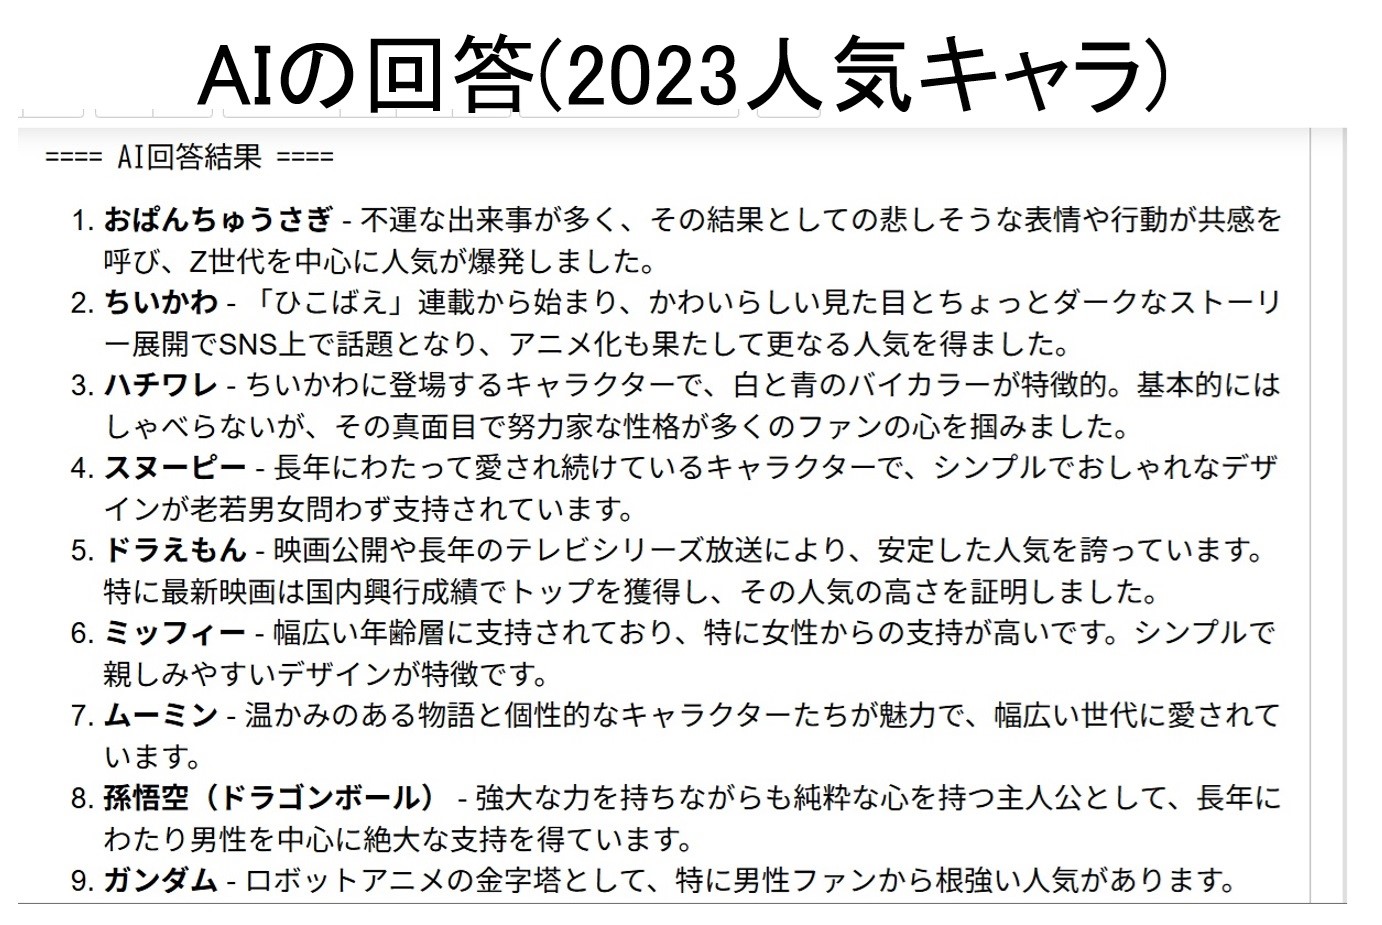 AIの回答(2023人気キャラ)
==== AI回答結果 ====
1. おぱんちゅうさぎ - 不運な出来事が多く、その結果としての悲しそうな表情や行動が共感を
呼び、Z世代を中心に人気が爆発しました。
2. ちいかわ - 「ひこばえ」連載から始まり、かわいらしい見た目とちょっとダークなストーリ
ー展開でSNS上で話題となり、アニメ化も果たして更なる人気を得ました。
3. ハチワレ - ちいかわに登場するキャラクターで、白と青のバイカラーが特徴的。基本的には
しゃべらないが、その真面目で努力家な性格が多くのファンの心を掴みました。
4. スヌーピー - 長年にわたって愛され続けているキャラクターで、シンプルでおしゃれなデザ
インが老若男女問わず支持されています。
5. ドラえもん - 映画公開や長年のテレビシリーズ放送により、安定した人気を誇っています。
特に最新映画は国内興行成績でトップを獲得し、その人気の高さを証明しました。
6. ミッフィー - 幅広い年齢層に支持されており、特に女性からの支持が高いです。シンプルで
親しみやすいデザインが特徴です。
7. ムーミン - 温かみのある物語と個性的なキャラクターたちが魅力で、幅広い世代に愛されて
います。
8. 孫悟空（ドラゴンボール） - 強大な力を持ちながらも純粋な心を持つ主人公として、長年に
わたり男性を中心に絶大な支持を得ています。
9. ガンダム - ロボットアニメの金字塔として、特に男性ファンから根強い人気があります。